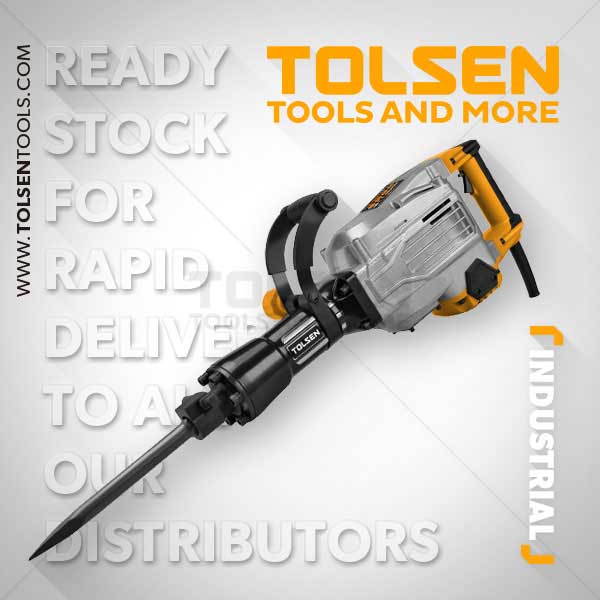 READY
STOCK
FOR
RAPID
DELIVE
TO A
OUR
DISTRIBUTORS
www.TOLSENTOOLS.COM
TOLSEN
TOOLS AND MORE
TOLSEN
INDUSTRIAL